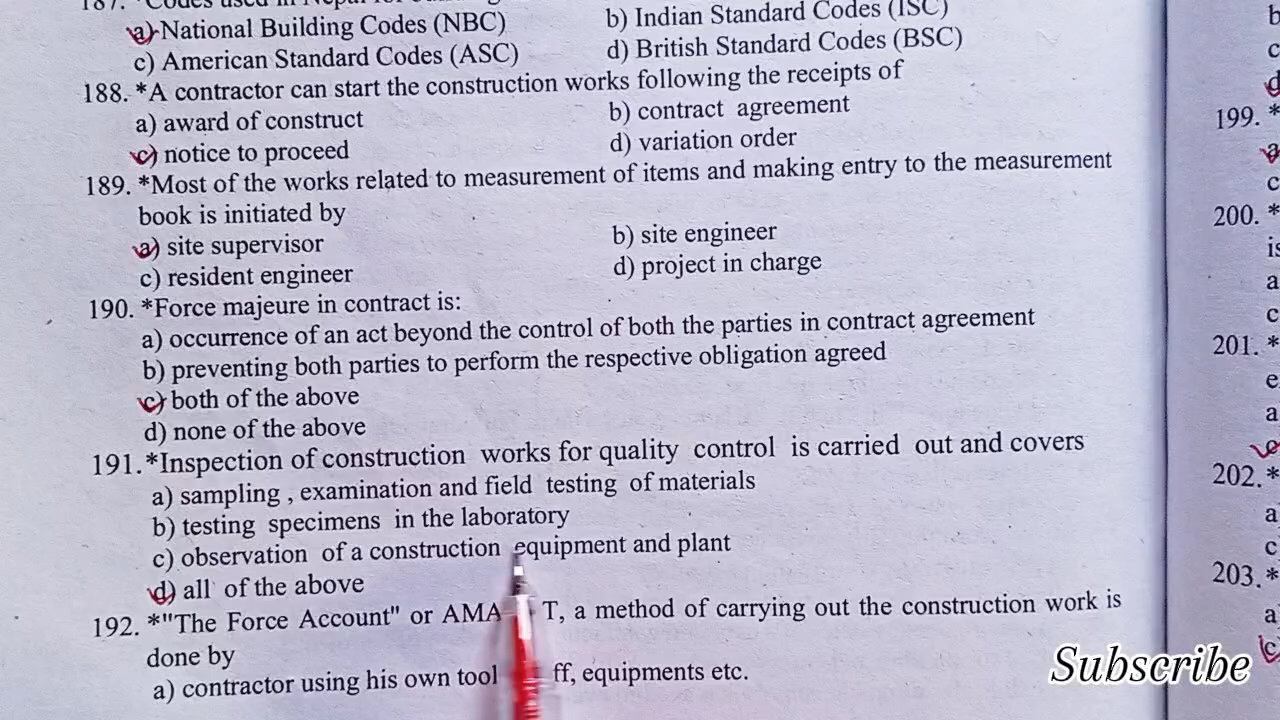 187. *Codes used in Nepal for
a) National Building Codes (NBC) b) Indian Standard Codes (ISC)
c) American Standard Codes (ASC) d) British Standard Codes (BSC)
188. *A contractor can start the construction works following the receipts of
a) award of construct b) contract agreement
c) notice to proceed d) variation order
189. *Most of the works related to measurement of items and making entry to the measurement
book is initiated by
a) site supervisor b) site engineer
c) resident engineer d) project in charge
190. *Force majeure in contract is:
a) occurrence of an act beyond the control of both the parties in contract agreement
b) preventing both parties to perform the respective obligation agreed
c) both of the above
d) none of the above
191.*Inspection of construction works for quality control is carried out and covers
a) sampling , examination and field testing of materials
b) testing specimens in the laboratory
c) observation of a construction equipment and plant
d) all of the above
192. *"The Force Account" or T, a method of carrying out the construction work is
done by
a) contractor using his own tool equipments etc.
b
c
199. *
a
c
200. *
is
a
c
201. *
e
a
202.*
a
c
203.*
a
c
Subscribe